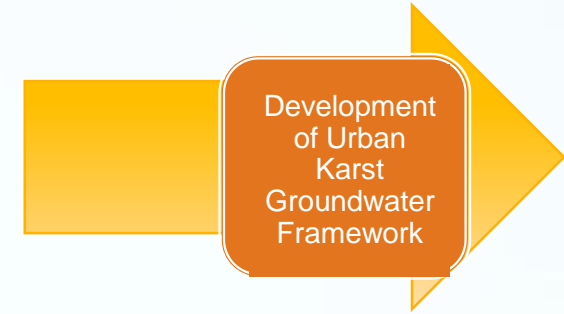 Development
of Urban
Karst
Groundwater
Framework